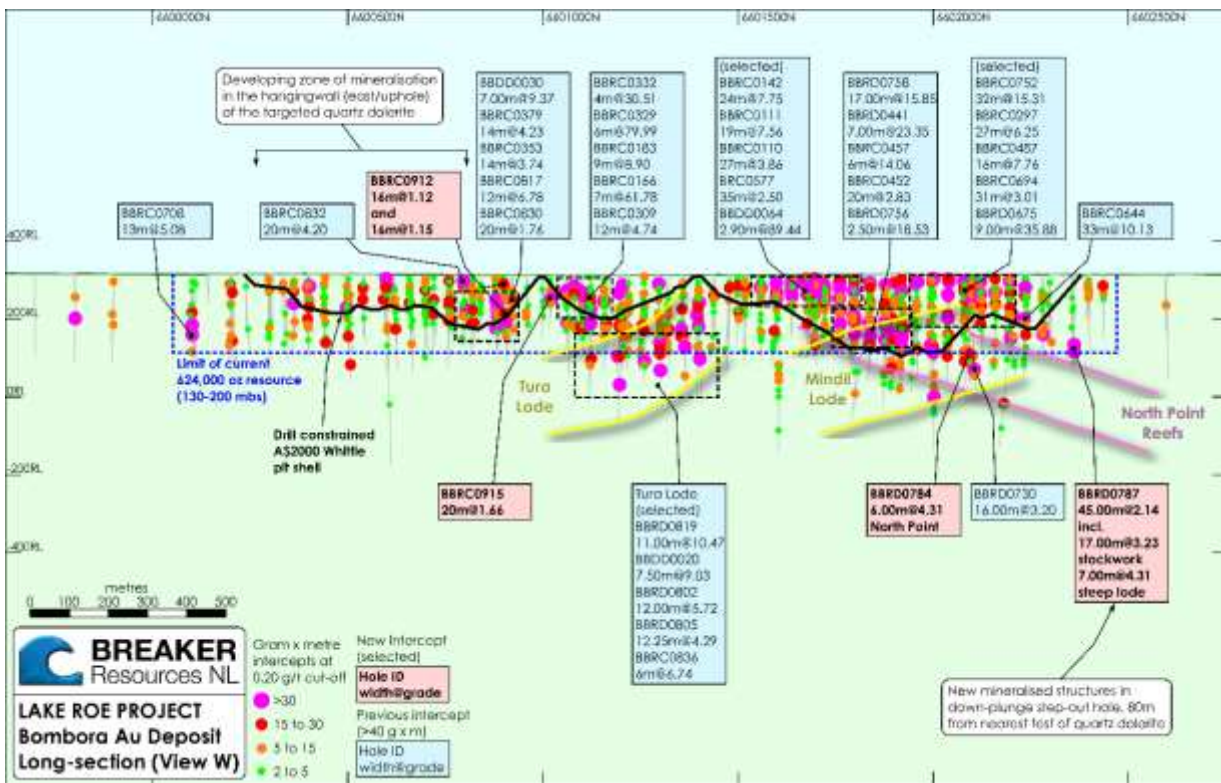 6600000N
6600500N
6601000N
6601500N
6602000N
6602500N
Developing zone of mineralisation
in the hangingwall (east/uphole)
of the targeted quartz dolerite
BBRC0708
13m@5.08
BBRC0832
20m@4.20
BBRC0912
16m@1.12
and
16m@1.15
BBDD0030
7.00m@9.37
BBRC0379
14m@4.23
BBRC0353
14m@3.74
BBRC0817
12m@6.78
BBRC0830
20m@1.76
BBRC0332
4m@30.51
BBRC0329
6m@79.99
BBRC0183
9m@8.90
BBRC0166
7m@61.78
BBRC0309
12m@4.74
(selected)
BBRC0142
24m@7.75
BBRC0111
19m@7.56
BBRC0110
27m@3.86
BRC0577
35m@2.50
BBDD0064
2.90m@89.44
BBRD0758
17.00m@15.85
BBRD0441
7.00m@23.35
BBRC0457
6m@14.06
BBRC0452
20m@2.83
BBRD0756
2.50m@18.53
(selected)
BBRC0752
32m@15.31
BBRC0297
27m@6.25
BBRC0457
16m@7.76
BBRC0694
31m@3.01
BBRD0675
9.00m@35.88
BBRC0644
33m@10.13
400RL
200RL
0RL
-200RL
-400RL
Limit of current
624,000 oz resource
(130-200 mbs)
Drill constrained
A$2000 Whittle
pit shell
Tura
Lode
Mindil
Lode
North Point
Reefs
BBRC0915
20m@1.66
Tura Lode
(selected)
BBRD0819
11.00m@10.47
BBDD0020
7.50m@9.03
BBRD0802
12.00m@5.72
BBRD0805
12.25m@4.29
BBRC0836
6m@6.74
BBRD0784
6.00m@4.31
North Point
BBRD0730
16.00m@3.20
BBRD0787
45.00m@2.14
incl.
17.00m@3.23
stockwork
7.00m@4.31
steep lode
New mineralised structures in
down-plunge step-out hole, 80m
from nearest test of quartz dolerite
metres
0 100 200 300 400 500
BREAKER
Resources NL
LAKE ROE PROJECT
Bombora Au Deposit
Long-section (View W)
Gram x metre
intercepts at
0.20 g/t cut-off
>30
15 to 30
5 to 15
2 to 5
New Intercept
(selected)
Hole ID
width@grade
Previous intercept
(>40 g x m)
Hole ID
width@grade